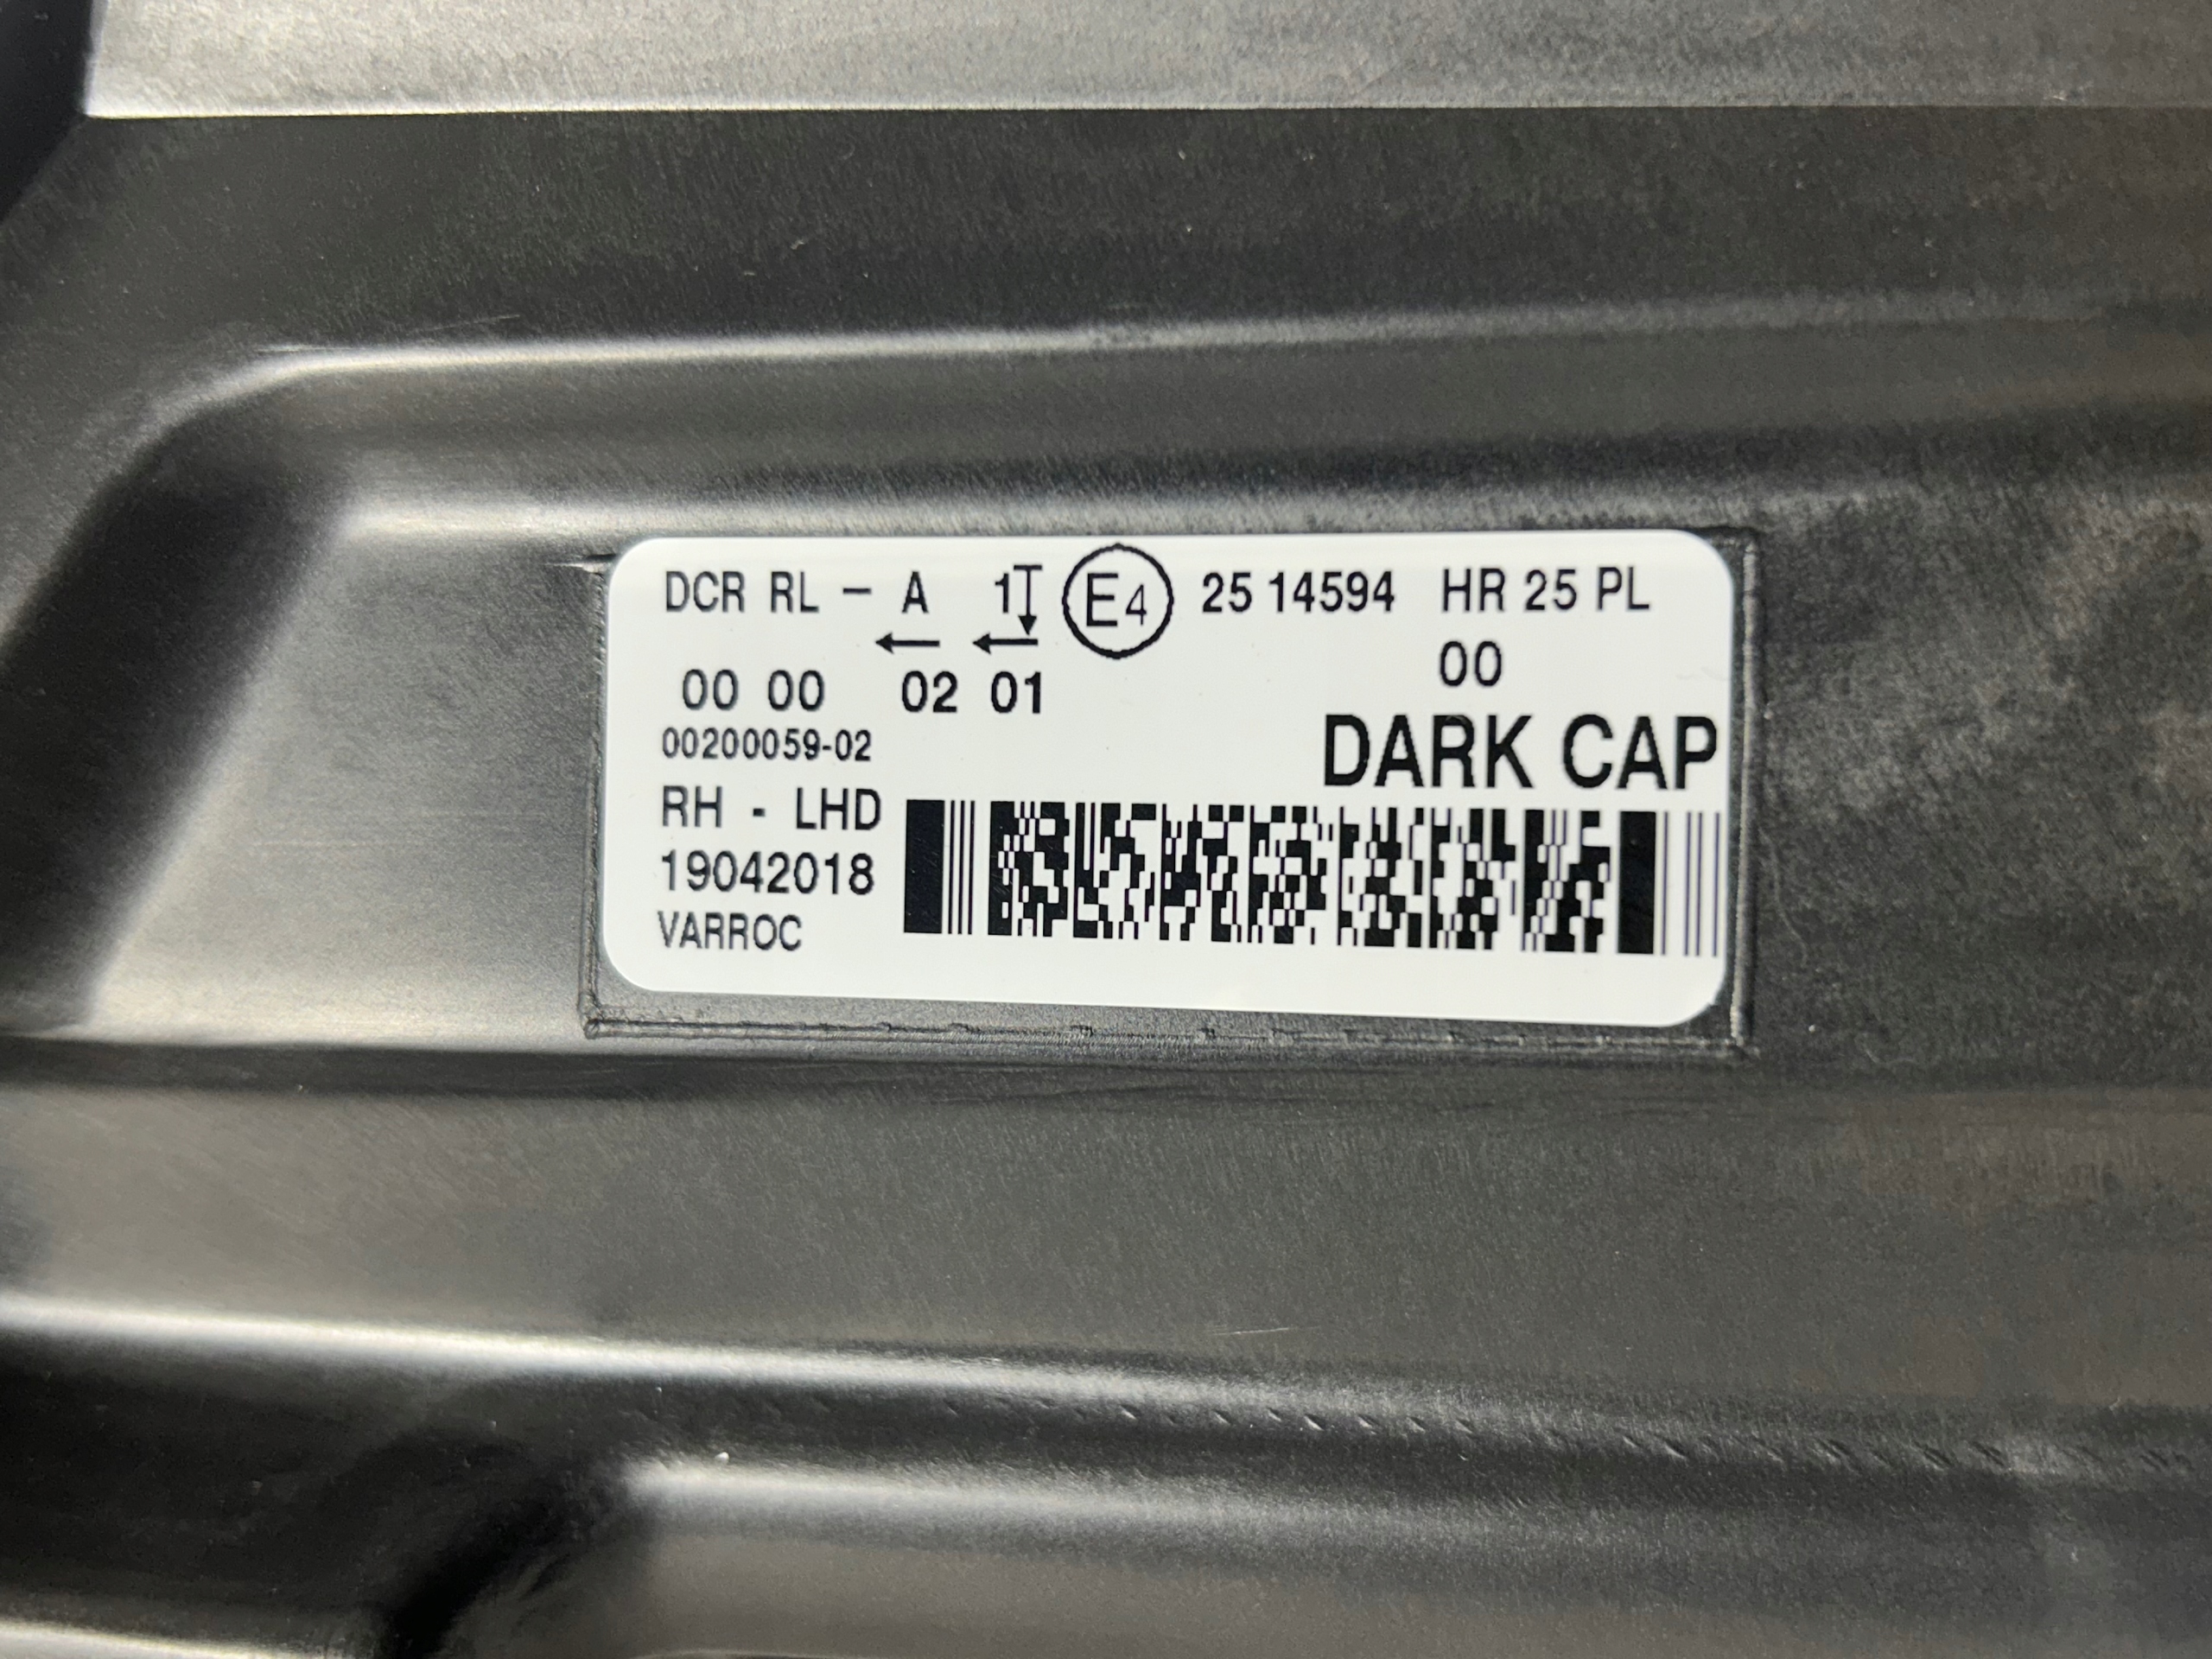 DCR RL - A 1 E4 25 14594 HR 25 PL
← ←
00 00 02 01 00
00200059-02 DARK CAP
RH - LHD
19042018
VARROC